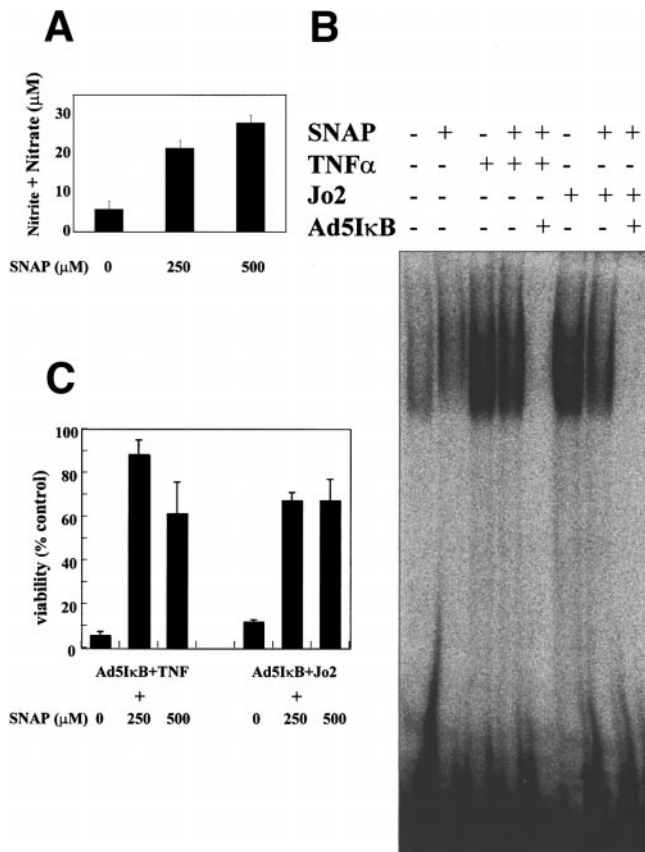 A
Nitrite + Nitrate (μM)
30
20
10
0
SNAP (μM) 0 250 500
B
SNAP - + - + + - + +
TNFα - - + + + - - -
Jo2 - - - - - + + +
Ad5IκB - - - - + - - +
C
viability (% control)
100
80
60
40
20
0
Ad5IκB+TNF Ad5IκB+Jo2
+ +
SNAP (μM) 0 250 500 0 250 500